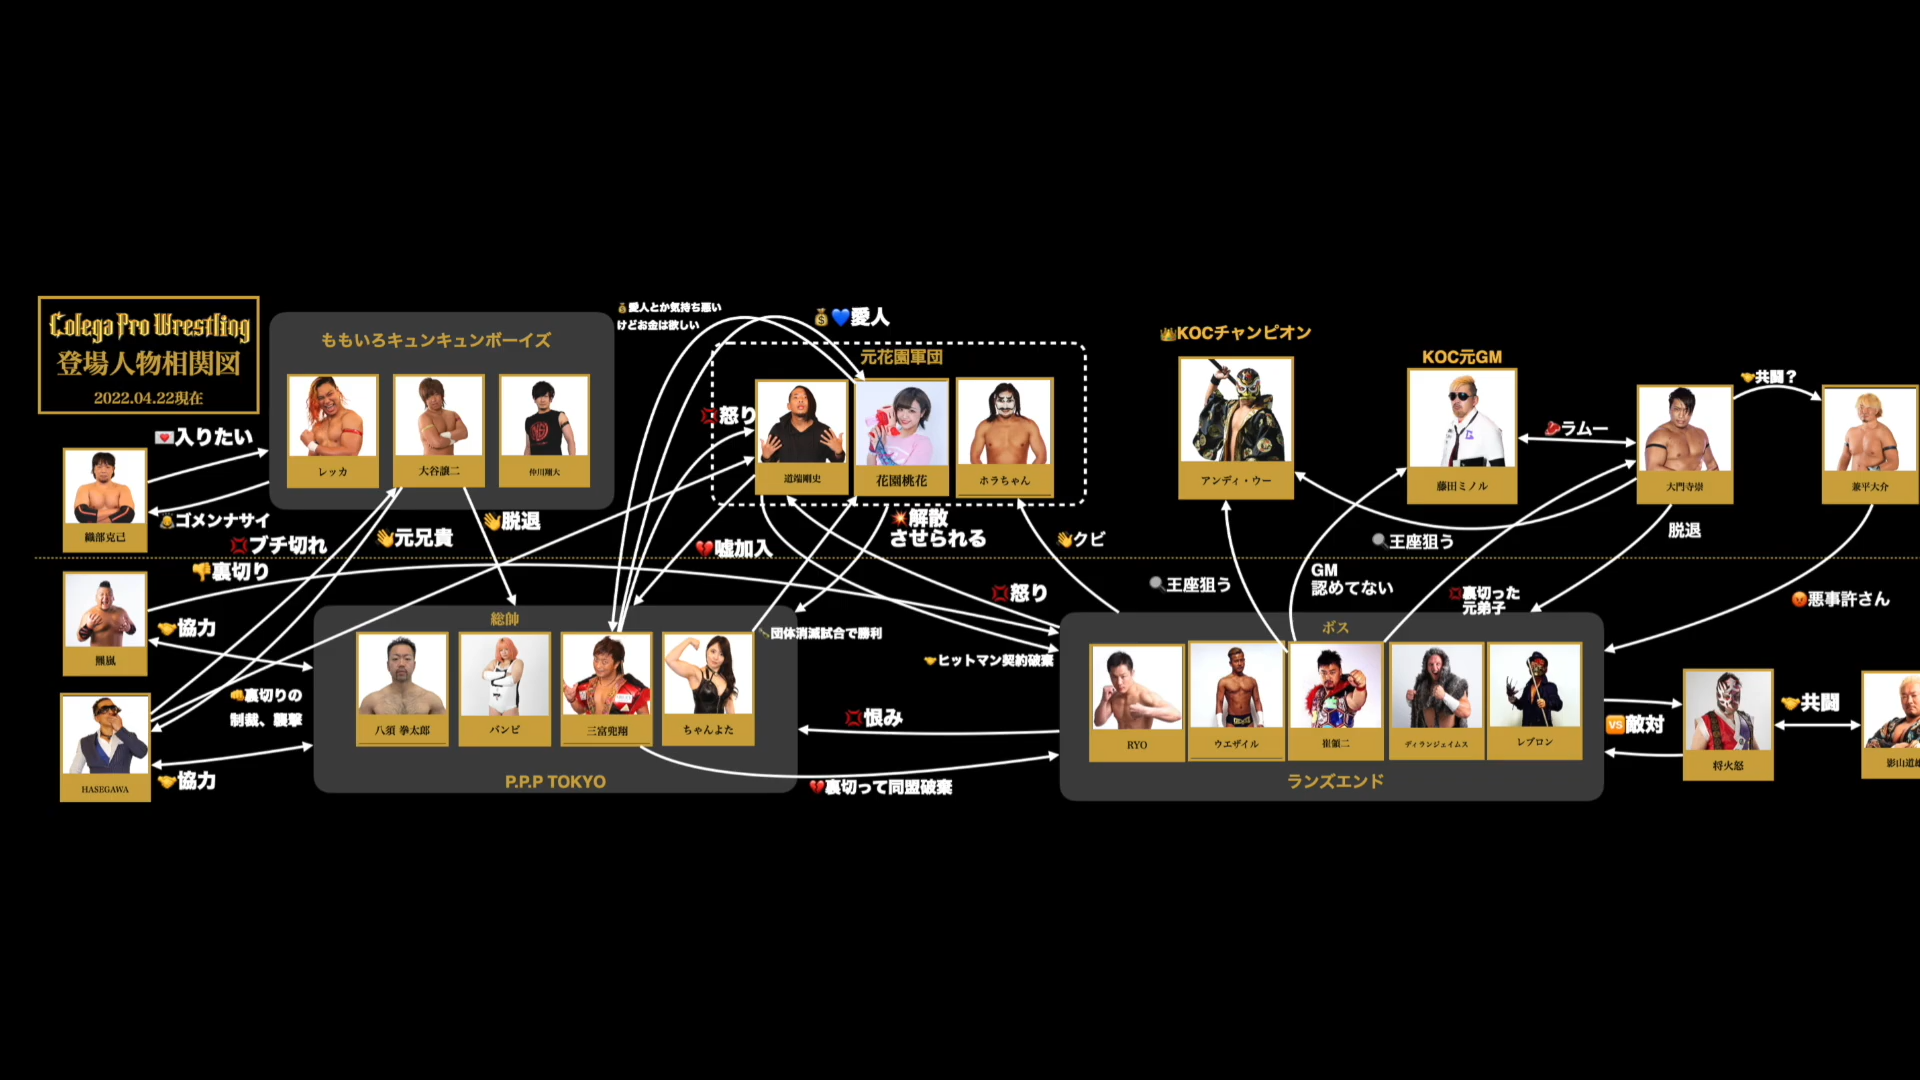 Colega Pro Wrestling
登場人物相関図
2022.04.22現在
ももいろキュンキュンボーイズ
レッカ
大谷譲二
仲川翔大
💰愛人とか気持ち悪い
けどお金は欲しい
💰💙愛人
元花園軍団
道端剛史
花園桃花
ホラちゃん
👑KOCチャンピオン
アンディ・ウー
KOC元GM
藤田ミノル
🥩ラムー
大門寺崇
🤝共闘?
兼平大介
💌入りたい
織部克己
🙇ゴメンナサイ
💢ブチ切れ
👋元兄貴
👋脱退
💢怒り
💔嘘加入
💥解散
させられる
👋クビ
🔍王座狙う
🔍王座狙う
GM
認めてない
💢裏切った
元弟子
脱退
😡悪事許さん
👎裏切り
熊嵐
🤝協力
👊裏切りの
制裁、襲撃
HASEGAWA
🤝協力
総帥
八須 拳太郎
バンビ
三富兜翔
ちゃんよた
P.P.P TOKYO
団体消滅試合で勝利
💢怒り
🤝ヒットマン契約破棄
💢恨み
💔裏切って同盟破棄
ボス
RYO
ウエザイル
崔領二
ディランジェイムス
レブロン
ランズエンド
🆚敵対
将火怒
🤝共闘
影山道雄